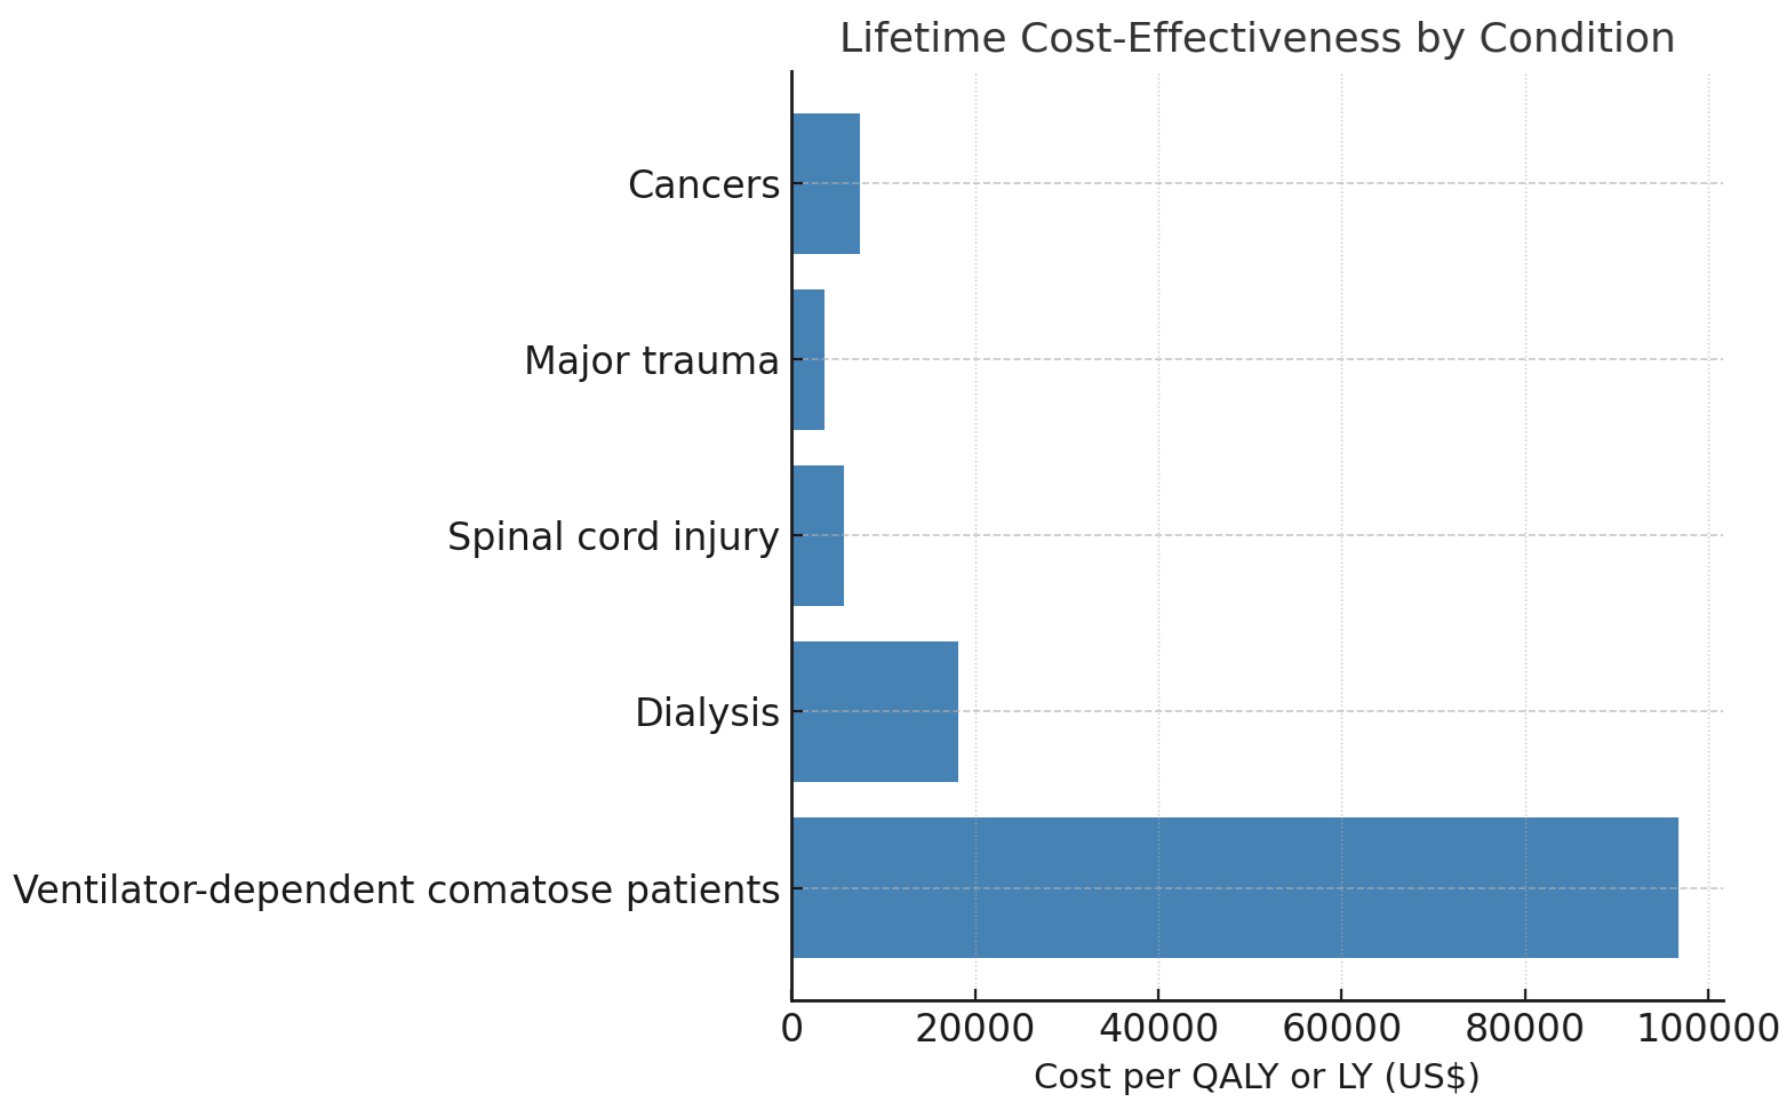 Lifetime Cost-Effectiveness by Condition
Cancers
Major trauma
Spinal cord injury
Dialysis
Ventilator-dependent comatose patients
0 20000 40000 60000 80000 100000
Cost per QALY or LY (US$)